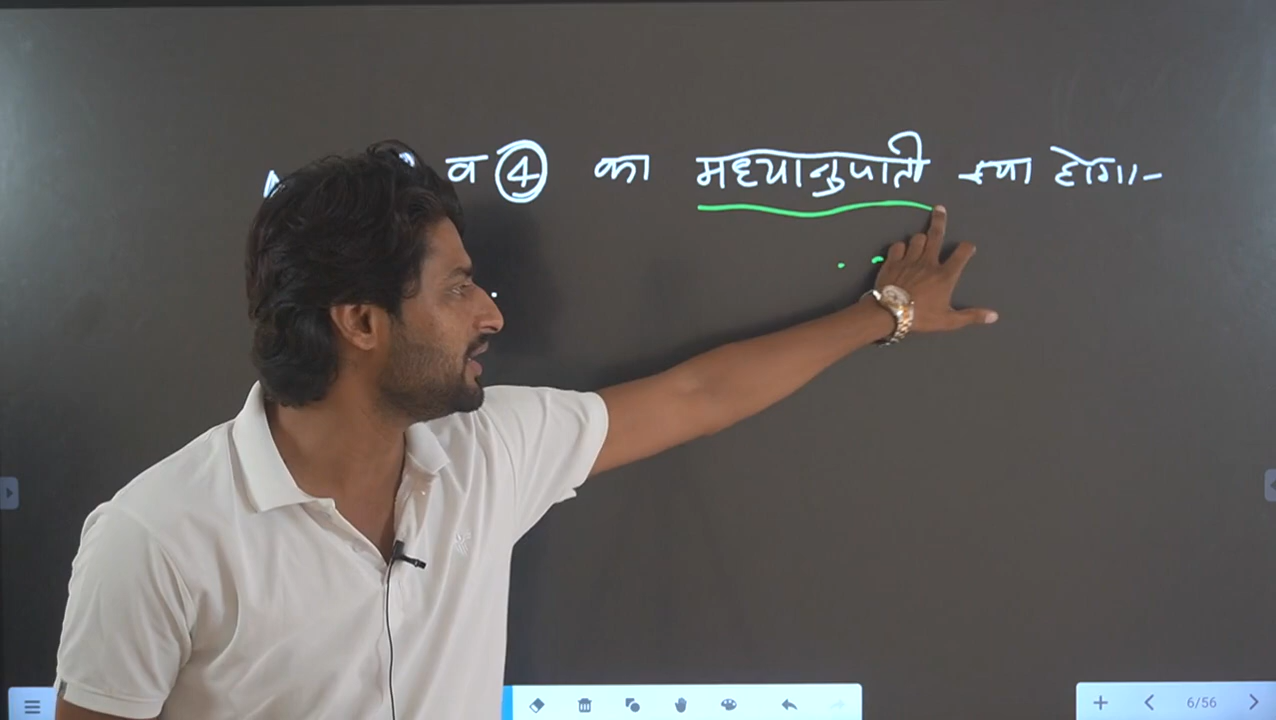 व ④ का मध्यानुपाती क्या होगा-
6/56